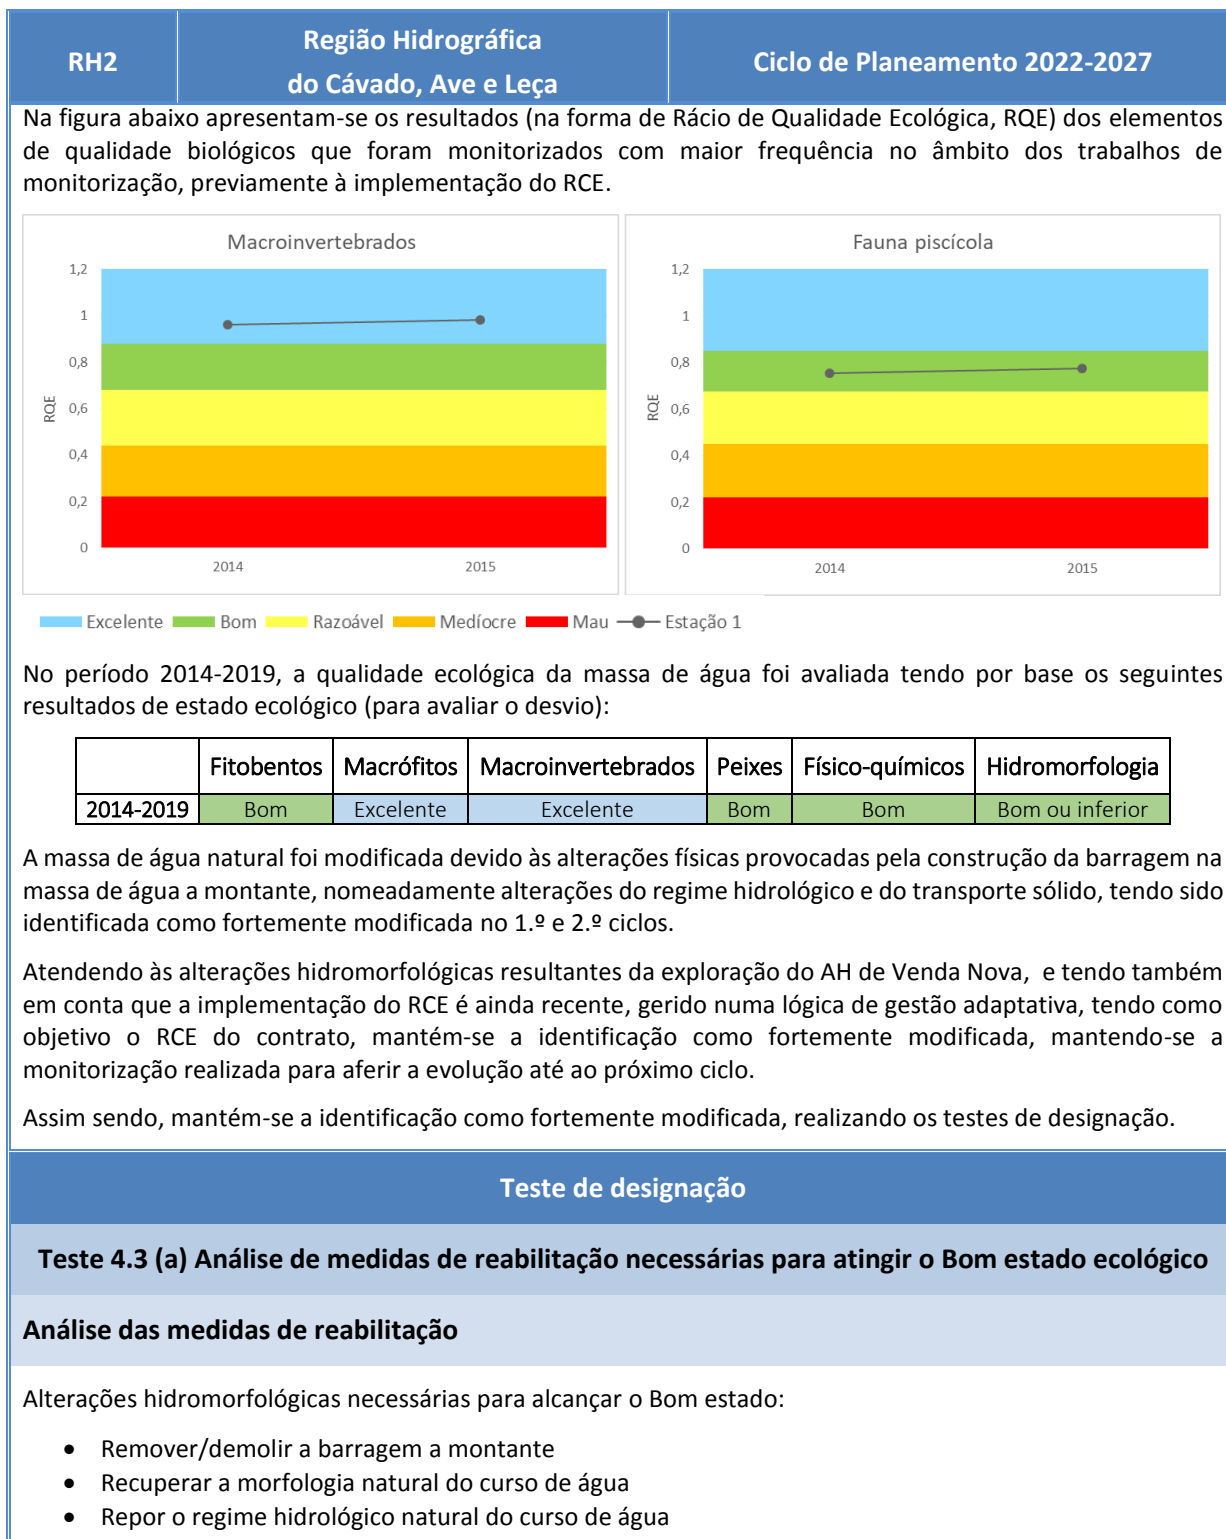 RH2
Região Hidrográfica
do Cávado, Ave e Leça
Ciclo de Planeamento 2022-2027
Na figura abaixo apresentam-se os resultados (na forma de Rácio de Qualidade Ecológica, RQE) dos elementos
de qualidade biológicos que foram monitorizados com maior frequência no âmbito dos trabalhos de
monitorização, previamente à implementação do RCE.
Macroinvertebrados
1,2
1
0,8
0,6
0,4
0,2
0
RQE
2014 2015
Fauna piscícola
1,2
1
0,8
0,6
0,4
0,2
0
RQE
2014 2015
Excelente Bom Razoável Medíocre Mau Estação 1
No período 2014-2019, a qualidade ecológica da massa de água foi avaliada tendo por base os seguintes
resultados de estado ecológico (para avaliar o desvio):
Fitobentos Macrófitos Macroinvertebrados Peixes Físico-químicos Hidromorfologia
2014-2019 Bom Excelente Excelente Bom Bom Bom ou inferior
A massa de água natural foi modificada devido às alterações físicas provocadas pela construção da barragem na
massa de água a montante, nomeadamente alterações do regime hidrológico e do transporte sólido, tendo sido
identificada como fortemente modificada no 1.º e 2.º ciclos.
Atendendo às alterações hidromorfológicas resultantes da exploração do AH de Venda Nova, e tendo também
em conta que a implementação do RCE é ainda recente, gerido numa lógica de gestão adaptativa, tendo como
objetivo o RCE do contrato, mantém-se a identificação como fortemente modificada, mantendo-se a
monitorização realizada para aferir a evolução até ao próximo ciclo.
Assim sendo, mantém-se a identificação como fortemente modificada, realizando os testes de designação.
Teste de designação
Teste 4.3 (a) Análise de medidas de reabilitação necessárias para atingir o Bom estado ecológico
Análise das medidas de reabilitação
Alterações hidromorfológicas necessárias para alcançar o Bom estado:
• Remover/demolir a barragem a montante
• Recuperar a morfologia natural do curso de água
• Repor o regime hidrológico natural do curso de água